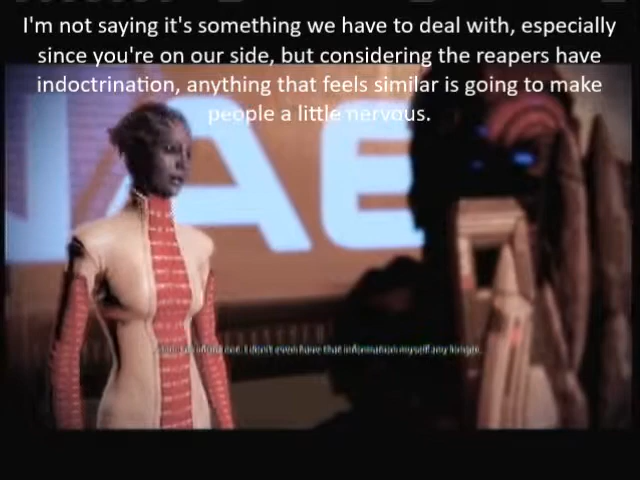 I'm not saying it's something we have to deal with, especially
since you're on our side, but considering the reapers have
indoctrination, anything that feels similar is going to make
people a little nervous.
AE
I don't even have that information myself any longer.